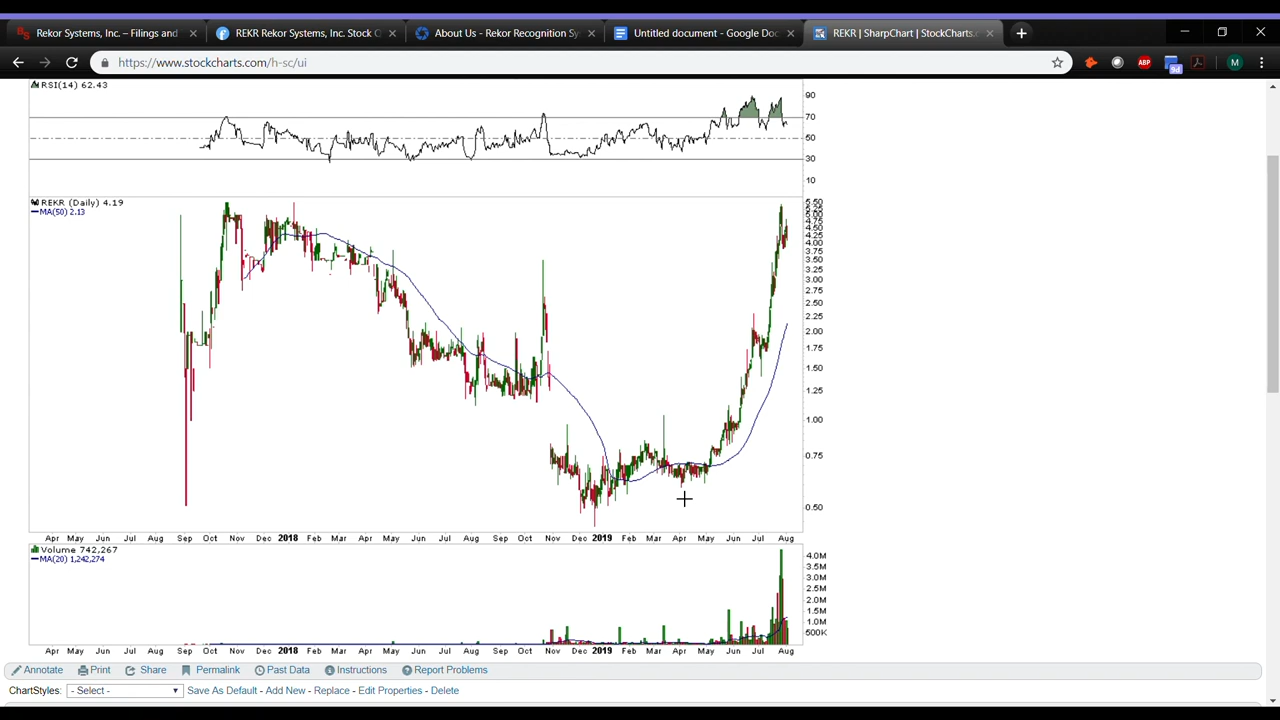 Rekor Systems, Inc. – Filings and
REKR Rekor Systems, Inc. Stock C
About Us - Rekor Recognition Sy
Untitled document - Google Doc
REKR | SharpChart | StockCharts.c
https://www.stockcharts.com/h-sc/ui
ABP
9d
M
RSI(14) 62.43
90
70
50
30
10
REKR (Daily) 4.19
MA(50) 2.13
5.50
5.25
5.00
4.75
4.50
4.25
4.00
3.75
3.50
3.25
3.00
2.75
2.50
2.25
2.00
1.75
1.50
1.25
1.00
0.75
0.50
Apr May Jun Jul Aug Sep Oct Nov Dec 2018 Feb Mar Apr May Jun Jul Aug Sep Oct Nov Dec 2019 Feb Mar Apr May Jun Jul Aug
Volume 742,267
MA(20) 1,242,274
4.0M
3.5M
3.0M
2.5M
2.0M
1.5M
1.0M
500K
Apr May Jun Jul Aug Sep Oct Nov Dec 2018 Feb Mar Apr May Jun Jul Aug Sep Oct Nov Dec 2019 Feb Mar Apr May Jun Jul Aug
Annotate Print Share Permalink Past Data Instructions Report Problems
ChartStyles: - Select - Save As Default - Add New - Replace - Edit Properties - Delete